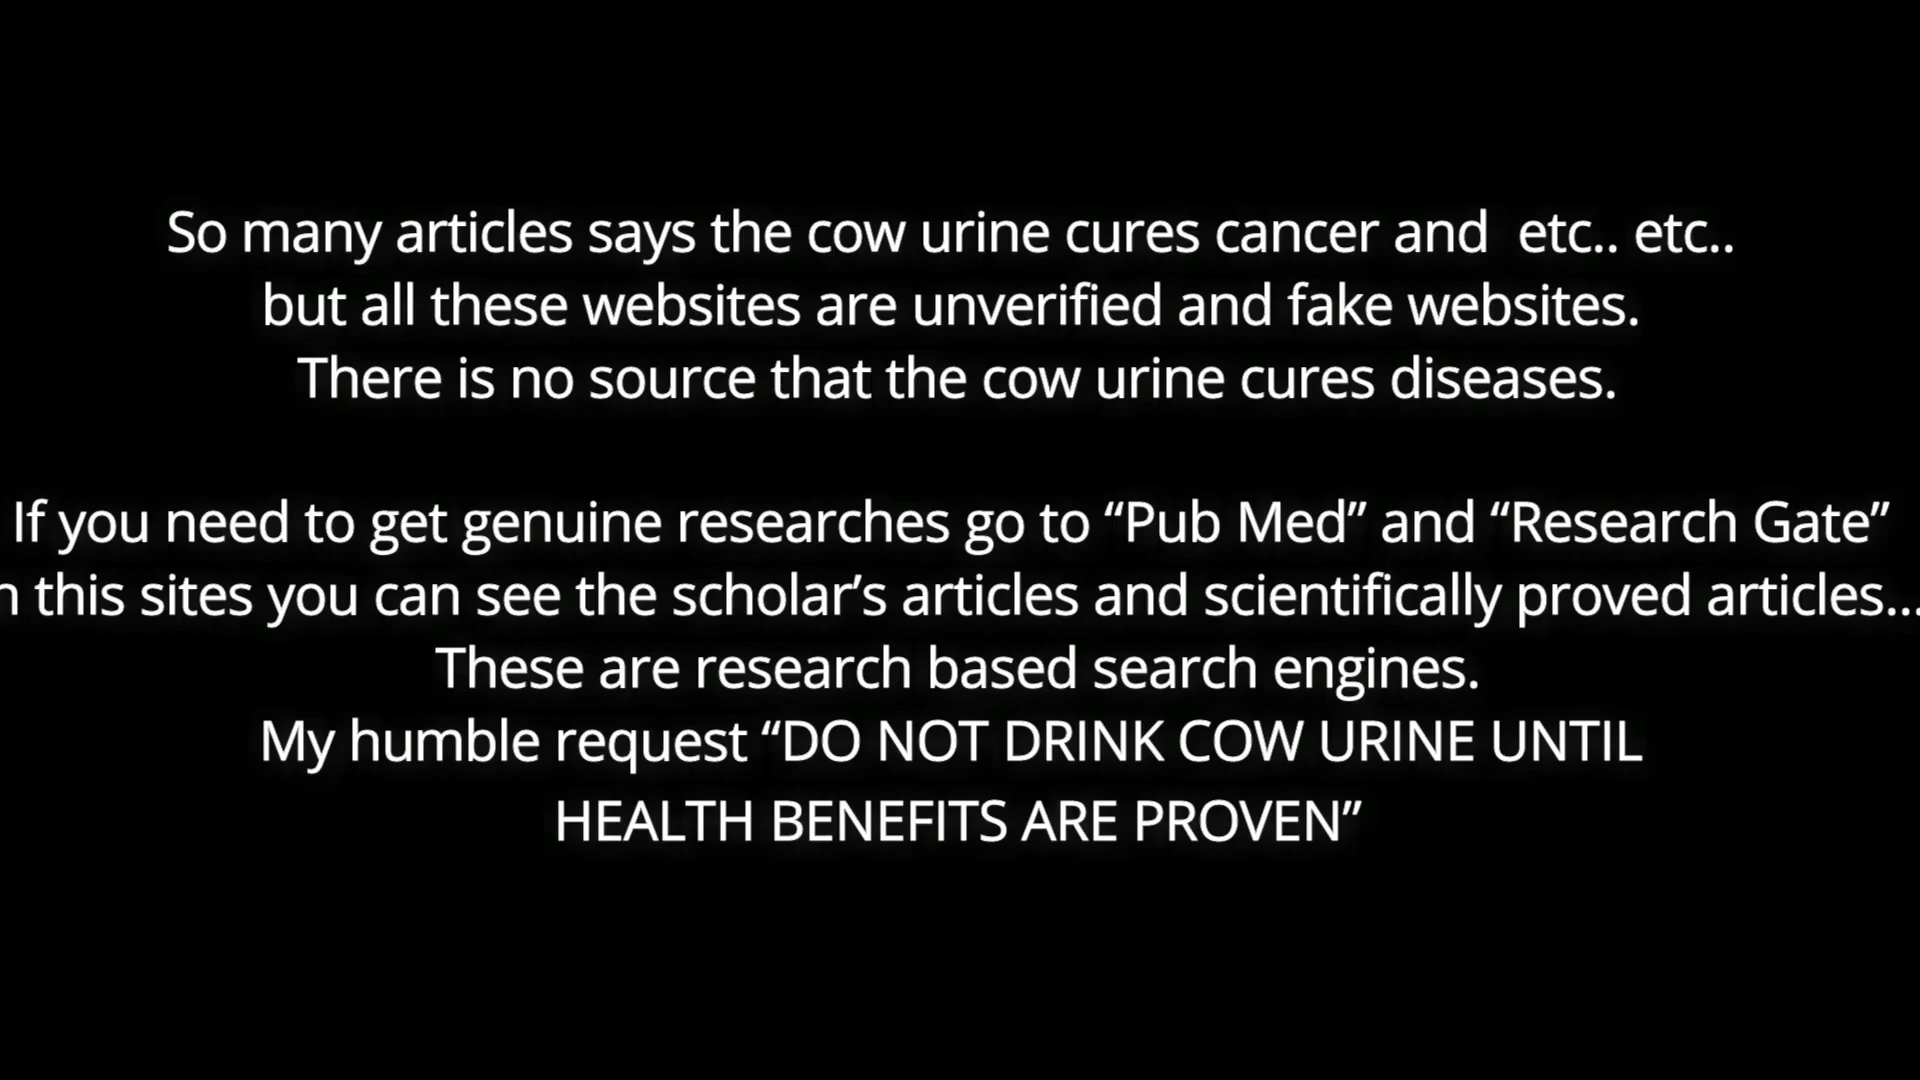 So many articles says the cow urine cures cancer and  etc.. etc..
but all these websites are unverified and fake websites.
There is no source that the cow urine cures diseases.
If you need to get genuine researches go to “Pub Med” and “Research Gate”
this sites you can see the scholar’s articles and scientifically proved articles...
These are research based search engines.
My humble request “DO NOT DRINK COW URINE UNTIL
HEALTH BENEFITS ARE PROVEN”